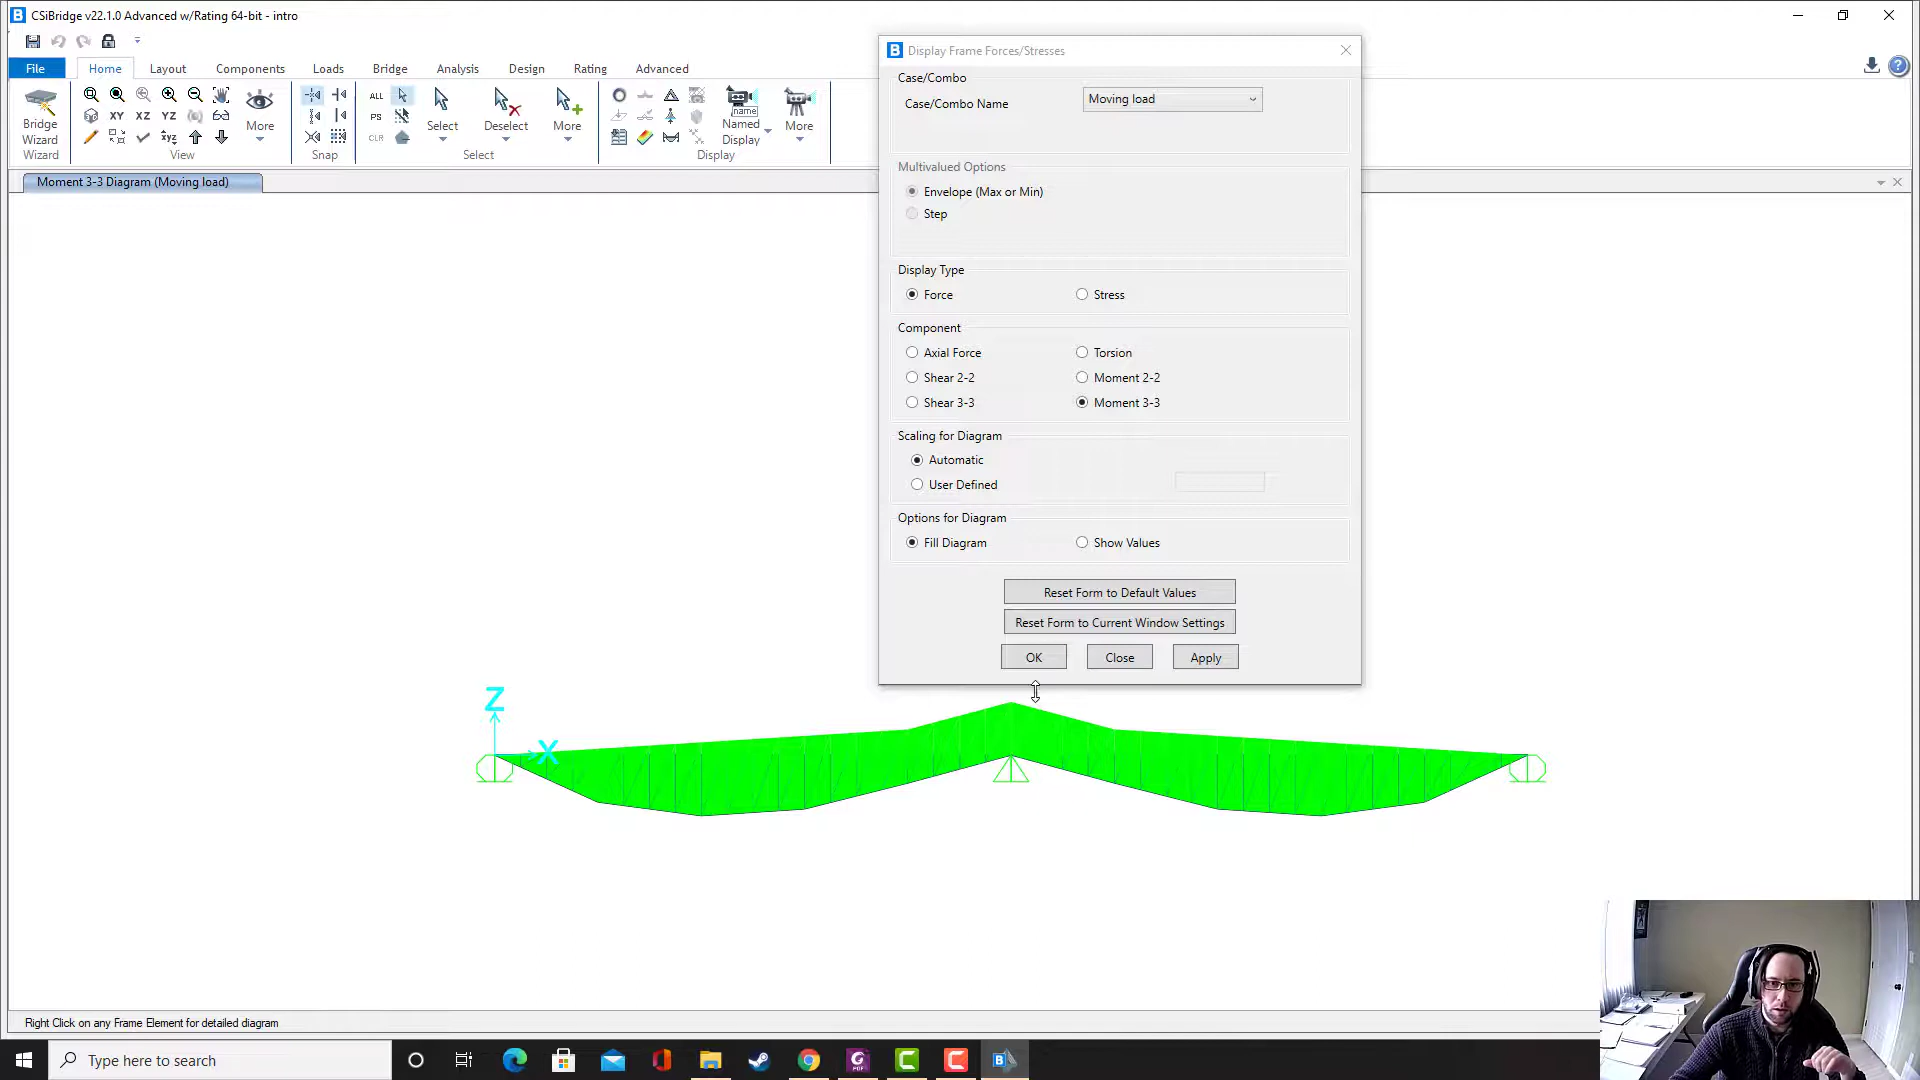 CSiBridge v22.1.0 Advanced w/Rating 64-bit - intro
File Home Layout Components Loads Bridge Analysis Design Rating Advanced
Bridge
Wizard
Wizard
XY XZ YZ
xyz
More
View
Snap
ALL
PS
CLR
Select
Deselect
More
Select
name
Named
Display
More
Display
Moment 3-3 Diagram (Moving load)
Display Frame Forces/Stresses
Case/Combo
Case/Combo Name Moving load
Multivalued Options
Envelope (Max or Min)
Step
Display Type
Force Stress
Component
Axial Force Torsion
Shear 2-2 Moment 2-2
Shear 3-3 Moment 3-3
Scaling for Diagram
Automatic
User Defined
Options for Diagram
Fill Diagram Show Values
Reset Form to Default Values
Reset Form to Current Window Settings
OK Close Apply
Z
X
Right Click on any Frame Element for detailed diagram
Type here to search